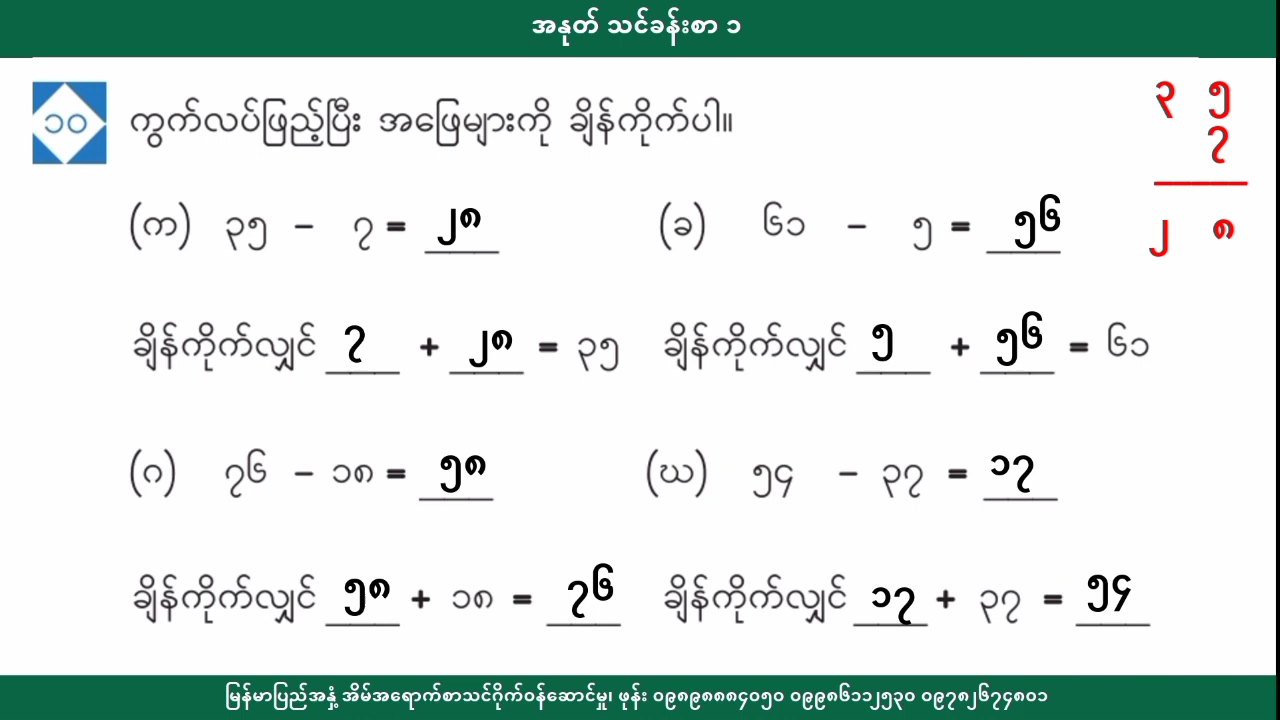 အနုတ် သင်ခန်းစာ ၁
၁၀ ကွက်လပ်ဖြည့်ပြီး အဖြေများကို ချိန်ကိုက်ပါ။
၃ ၅
၇
၂ ၈
(က) ၃၅ - ၇ = ၂၈
(ခ) ၆၁ - ၅ = ၅၆
ချိန်ကိုက်လျှင် ၇ + ၂၈ = ၃၅
ချိန်ကိုက်လျှင် ၅ + ၅၆ = ၆၁
(ဂ) ၇၆ - ၁၈ = ၅၈
(ဃ) ၅၄ - ၃၇ = ၁၇
ချိန်ကိုက်လျှင် ၅၈ + ၁၈ = ၇၆
ချိန်ကိုက်လျှင် ၁၇ + ၃၇ = ၅၄
မြန်မာပြည်အနှံ့ အိမ်အရောက်စာသင်ဂိုက်ဝန်ဆောင်မှု၊ ဖုန်း ၀၉၈၉၈၈၈၄၀၅၀ ၀၉၉၈၆၁၁၂၅၃၀ ၀၉၇၈၂၆၇၄၈၀၁